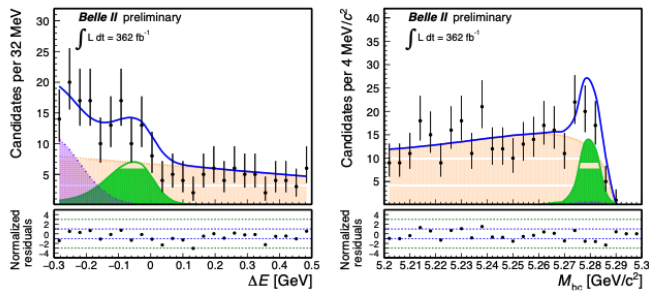 Belle II preliminary
∫ L dt = 362 fb⁻¹
Candidates per 32 MeV
30
25
20
15
10
5
Normalized residuals
4
2
0
-2
-4
-0.3 -0.2 -0.1 0 0.1 0.2 0.3 0.4 0.5
ΔE [GeV]
Belle II preliminary
∫ L dt = 362 fb⁻¹
Candidates per 4 MeV/c²
40
35
30
25
20
15
10
5
Normalized residuals
4
2
0
-2
-4
5.2 5.21 5.22 5.23 5.24 5.25 5.26 5.27 5.28 5.29 5.3
M_bc [GeV/c²]